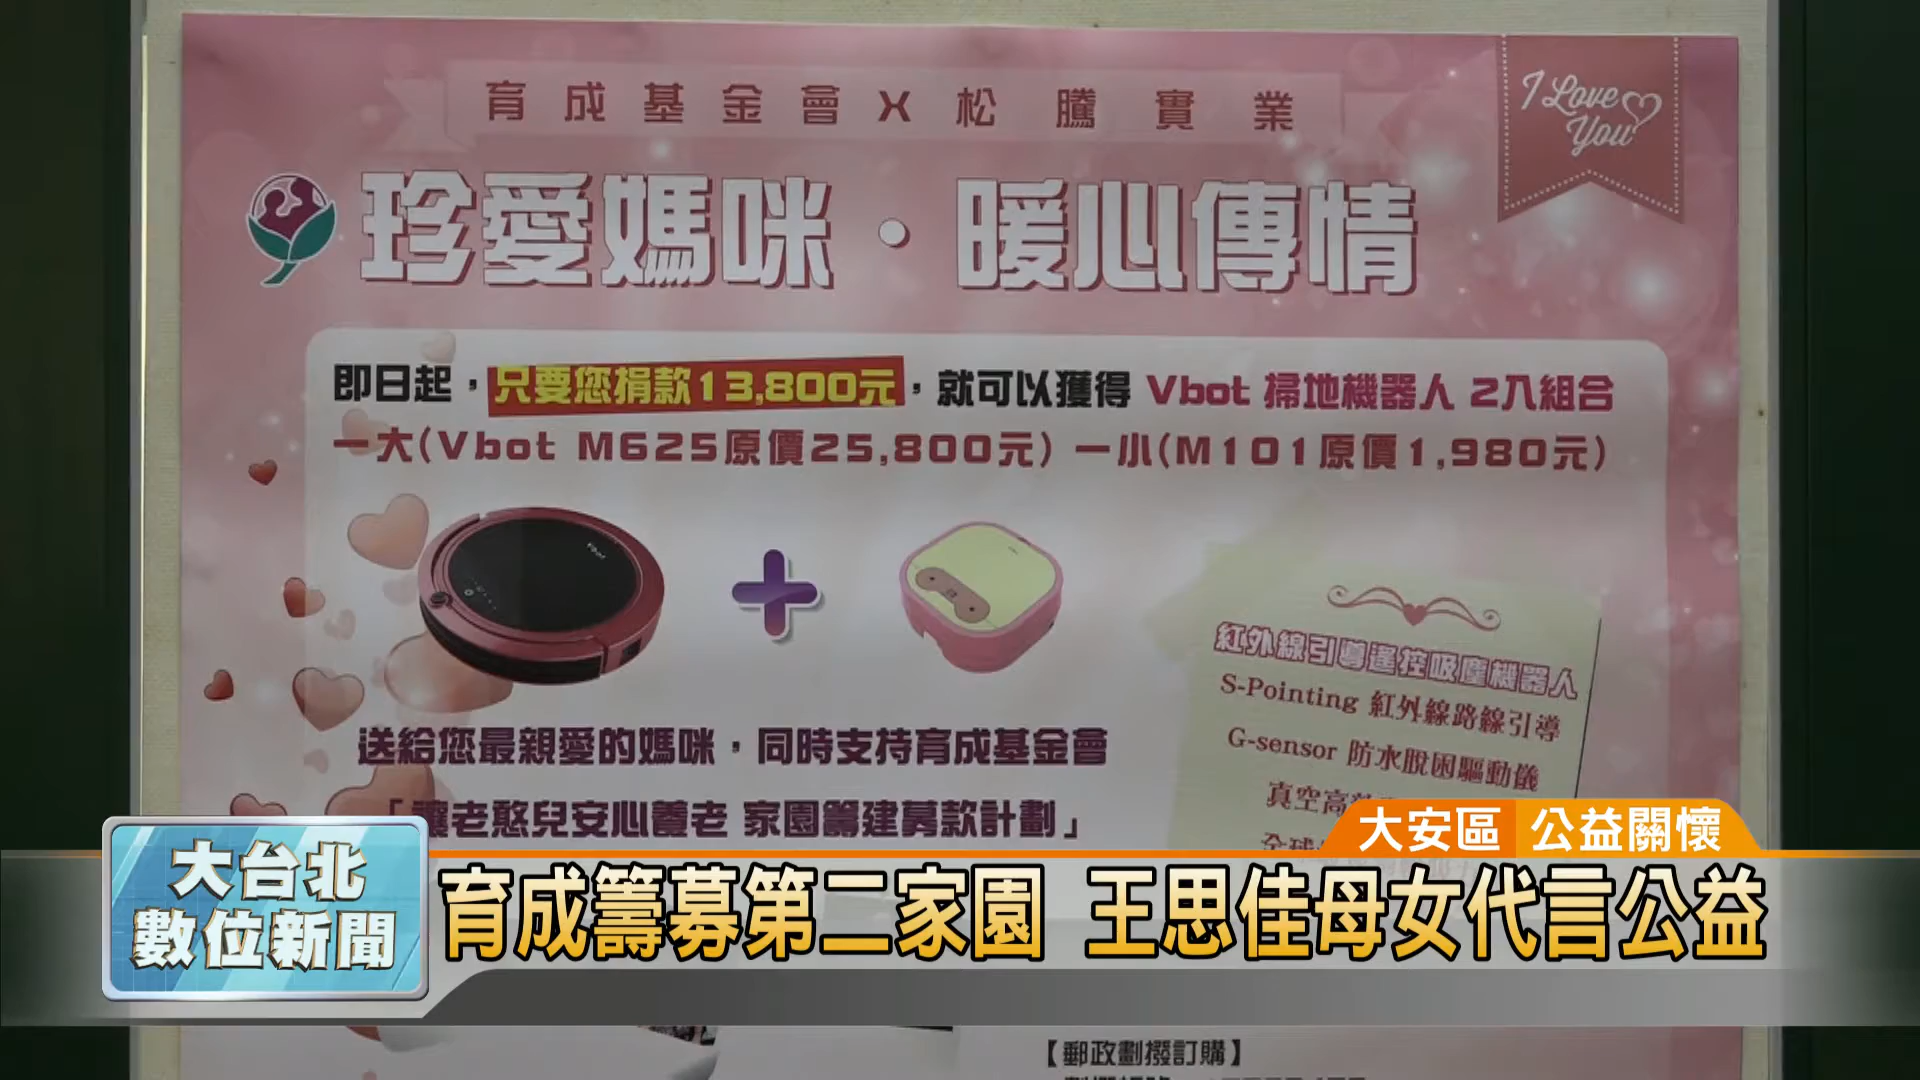 育成基金會X松騰實業
I Love You
珍愛媽咪・暖心傳情
即日起，只要您捐款13,800元，就可以獲得 Vbot 掃地機器人 2入組合
一大(Vbot M625原價25,800元) 一小(M101原價1,980元)
紅外線引導遙控吸塵機器人
S-Pointing 紅外線路線引導
G-sensor 防水脫困驅動儀
真空高
全球
送給您最親愛的媽咪，同時支持育成基金會
「讓老憨兒安心養老 家園籌建募款計劃」
大安區 公益關懷
大台北
數位新聞
育成籌募第二家園 王思佳母女代言公益
【郵政劃撥訂購】